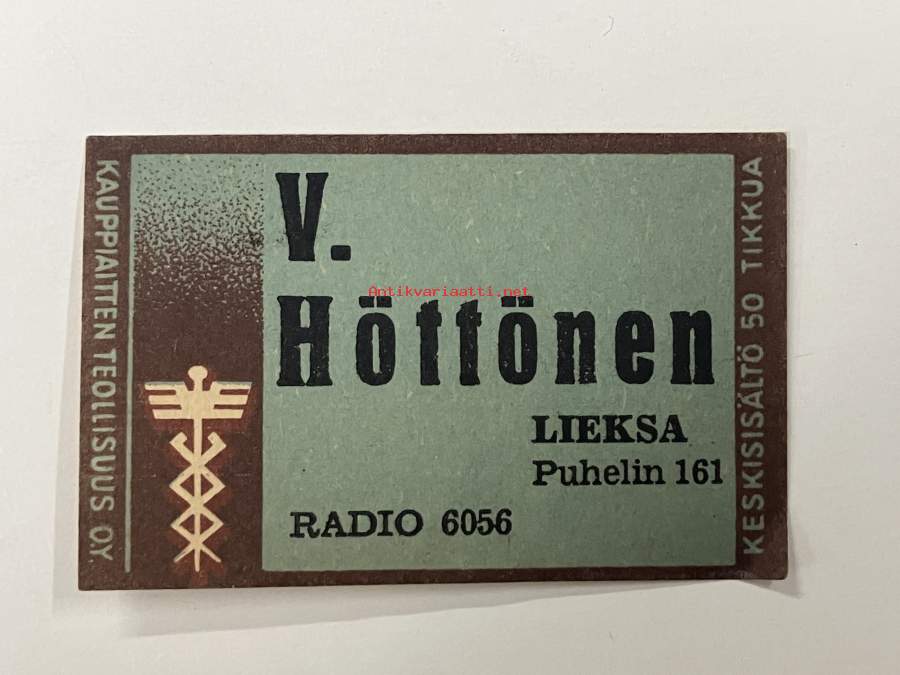 KAUPPIAITTEN TEOLLISUUS OY
V.
Höttönen
LIEKSA
Puhelin 161
RADIO 6056
KESKISISÄLTÖ 50 TIKKUA
Antikvariaatti.net